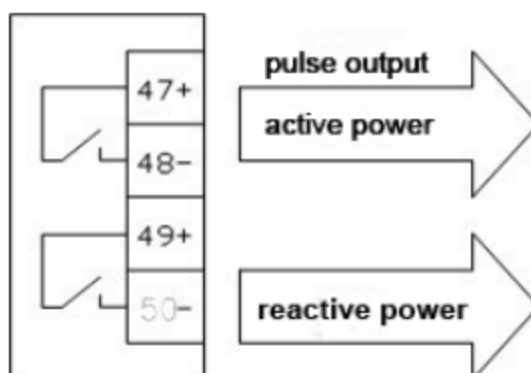 47+
48-
49+
50-
pulse output
active power
reactive power